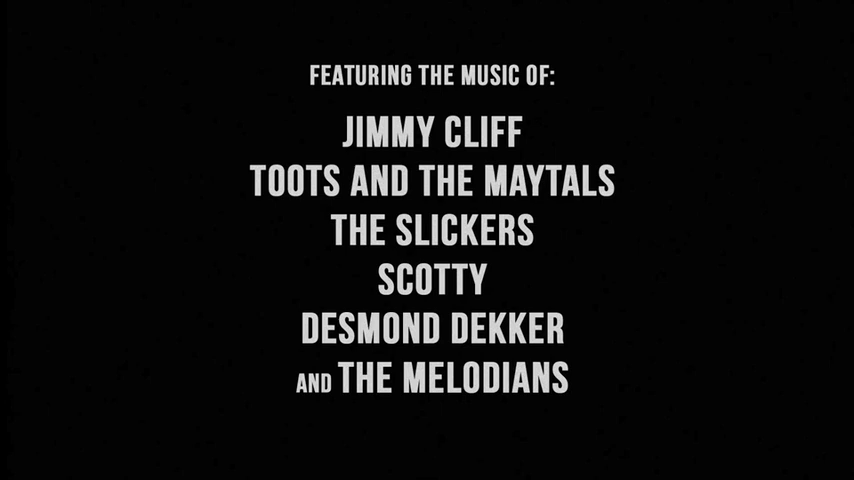 FEATURING THE MUSIC OF:
JIMMY CLIFF
TOOTS AND THE MAYTALS
THE SLICKERS
SCOTTY
DESMOND DEKKER
AND THE MELODIANS